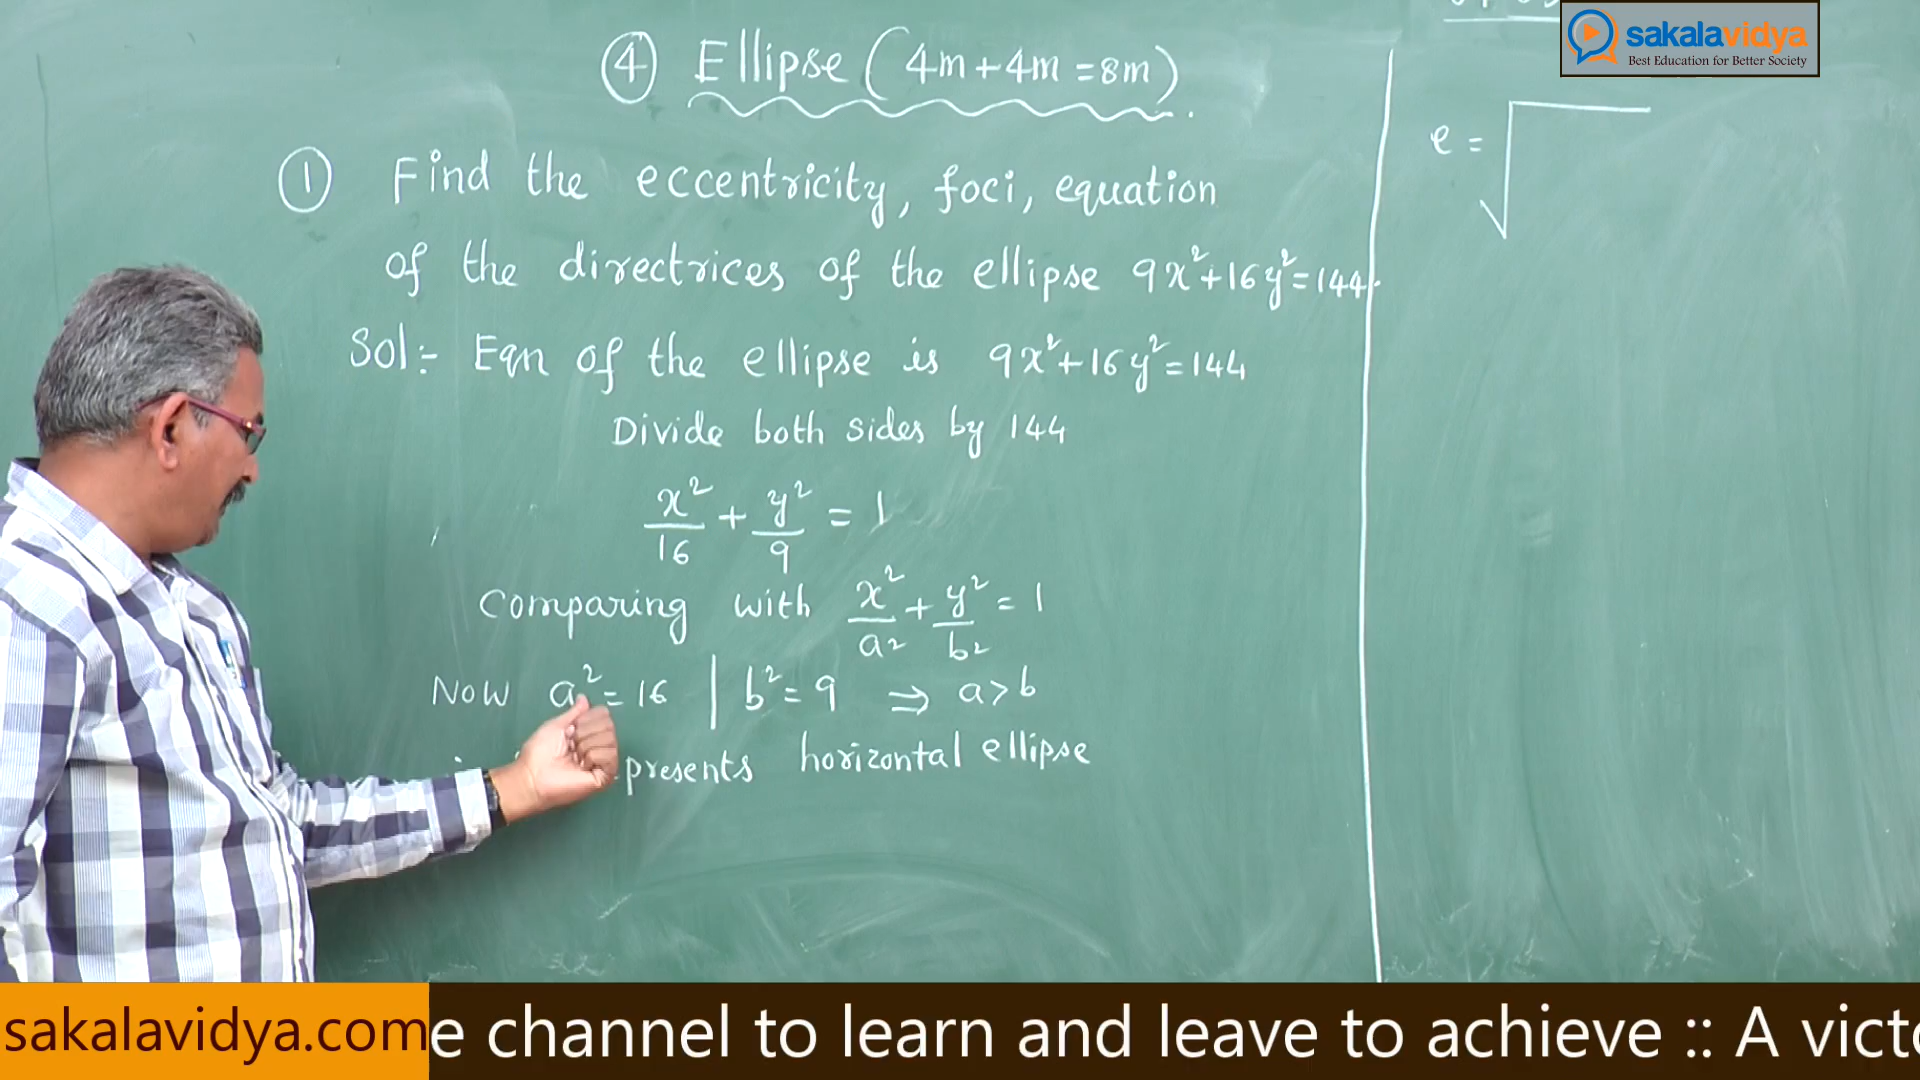 ④ Ellipse (4m+4m=8m)
① Find the eccentricity, foci, equation
of the directrices of the ellipse 9x²+16y²=144.
Sol:- Eqn of the ellipse is 9x²+16y²=144
Divide both sides by 144
x²/16 + y²/9 = 1
Comparing with x²/a² + y²/b² = 1
Now a²=16 | b²=9 ⇒ a>b
presents horizontal ellipse
e = √
sakalavidya
Best Education for Better Society
sakalavidya.com
e channel to learn and leave to achieve :: A victo